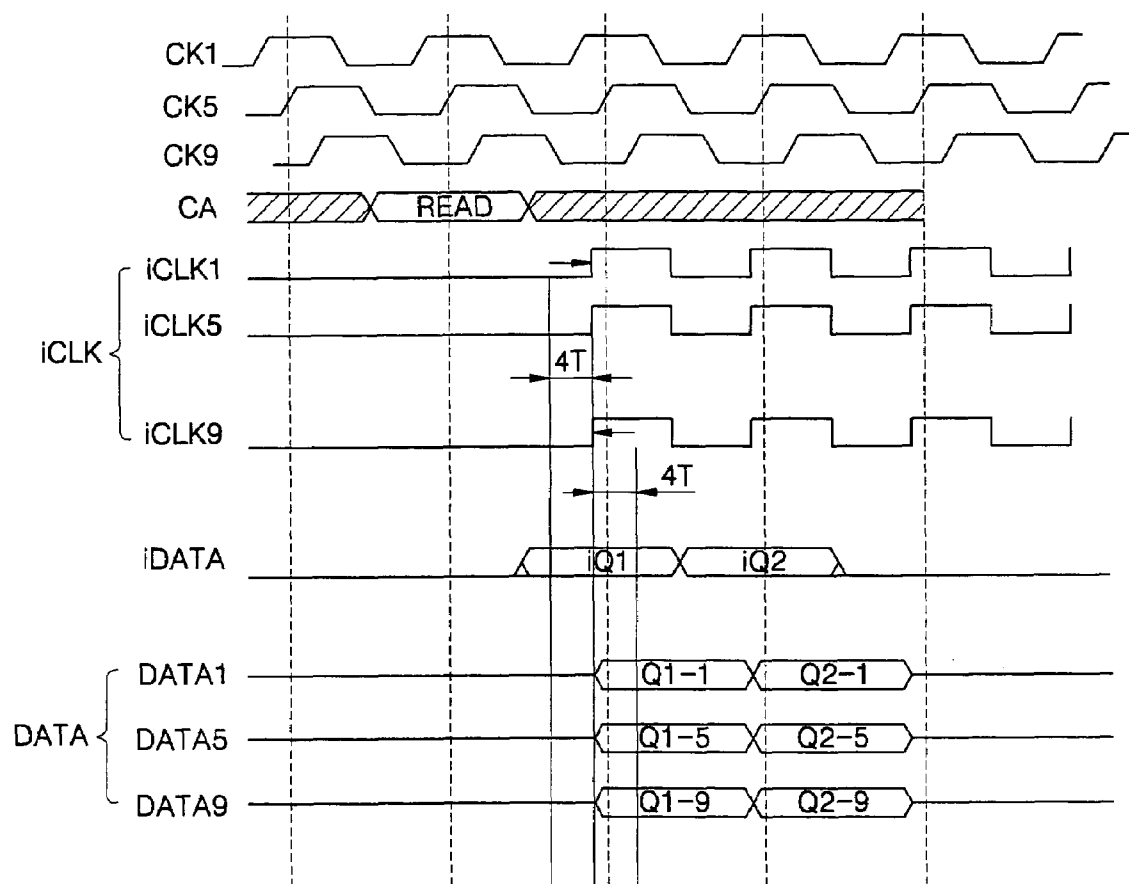 CK1
CK5
CK9
CA READ
iCLK1
iCLK5
iCLK
4T
iCLK9
4T
iDATA iQ1 iQ2
DATA1 Q1-1 Q2-1
DATA DATA5 Q1-5 Q2-5
DATA9 Q1-9 Q2-9